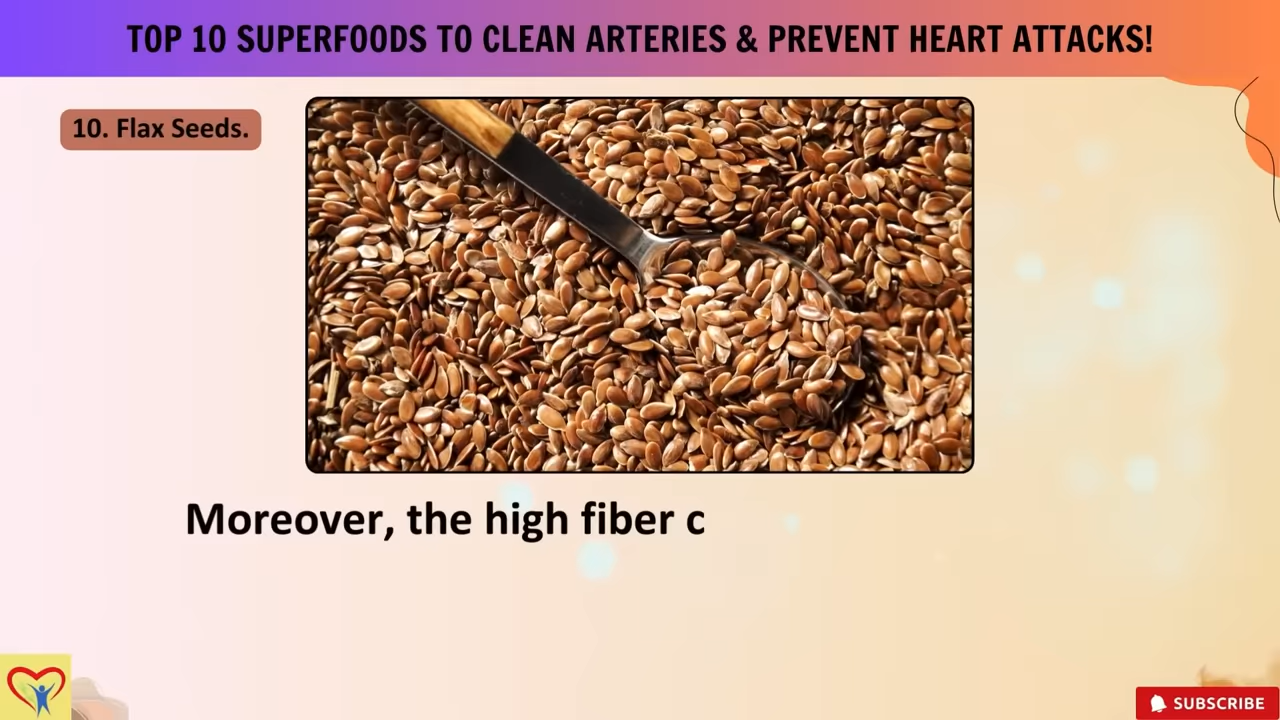 TOP 10 SUPERFOODS TO CLEAN ARTERIES & PREVENT HEART ATTACKS!
10. Flax Seeds.
Moreover, the high fiber c
SUBSCRIBE